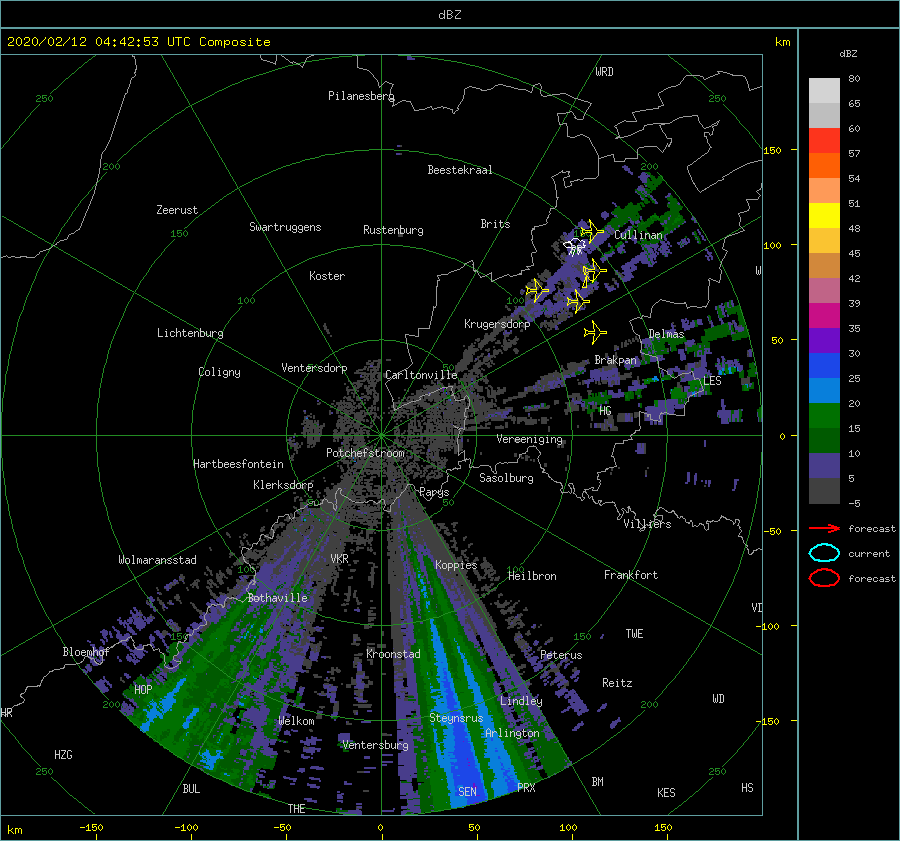 dBZ
2020/02/12 04:42:53 UTC Composite
km
dBZ
WRD
80
250
Pilanesberg
250
65
60
150
150
57
200
200
Beestekraal
54
Zeerust
51
Swartruggens
Brits
150
Rustenburg
Cullinan
48
100
45
Koster
W
42
100
100
39
Krugersdorp
35
Lichtenburg
Delmas
50
30
Brakpan
Ventersdorp
Coligny
Carltonville
LES
25
20
HG
15
Vereeniging
0
10
Potchefstroom
Hartbeesfontein
5
Klerksdorp
Sasolburg
Parys
-5
50
50
Villiers
forecast
-50
Wolmaransstad
VKR
current
Koppies
100
100
Heilbron
Frankfort
forecast
Bothaville
VD
-100
150
150
TWE
Bloemhof
Kroonstad
Peterus
Reitz
HOP
WD
200
Lindley
200
HR
Welkom
Steynsrus
-150
Arlington
Ventersburg
HZG
250
250
BM
BUL
SEN
PRX
KES
HS
THE
km
-150
-100
-50
0
50
100
150